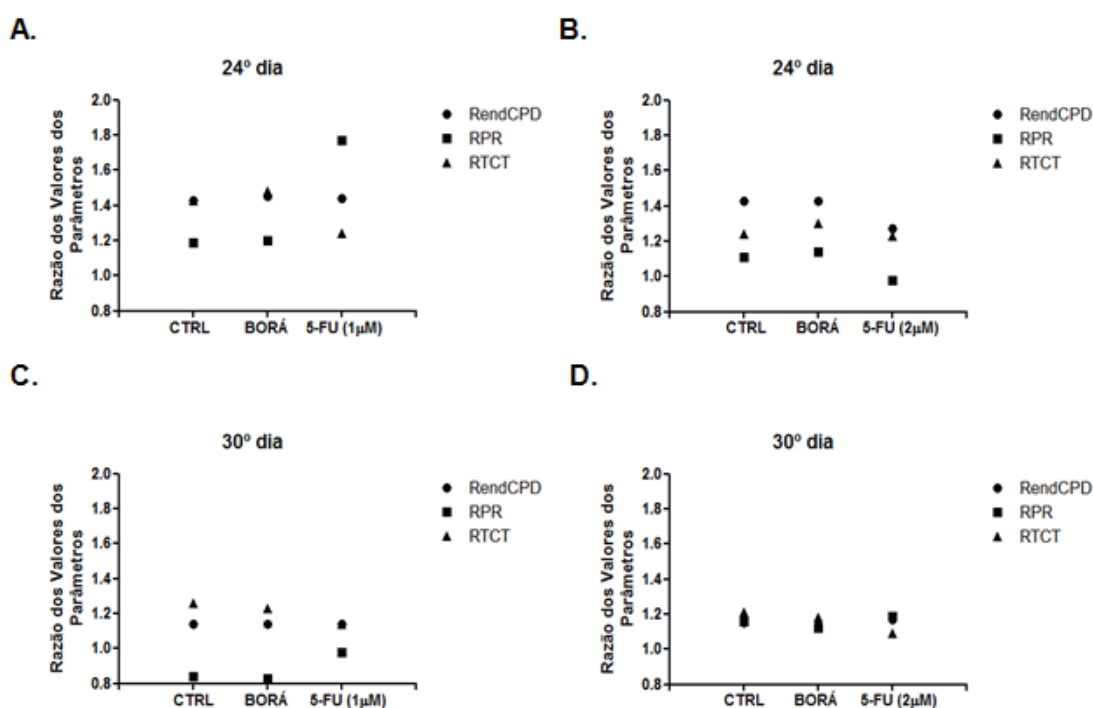 A.
24º dia
Razão dos Valores dos
Parâmetros
2.0
1.8
1.6
1.4
1.2
1.0
0.8
CTRL BORÁ 5-FU (1µM)
RendCPD
RPR
RTCT
B.
24º dia
Razão dos Valores dos
Parâmetros
2.0
1.8
1.6
1.4
1.2
1.0
0.8
CTRL BORÁ 5-FU (2µM)
RendCPD
RPR
RTCT
C.
30º dia
Razão dos Valores dos
Parâmetros
2.0
1.8
1.6
1.4
1.2
1.0
0.8
CTRL BORÁ 5-FU (1µM)
RendCPD
RPR
RTCT
D.
30º dia
Razão dos Valores dos
Parâmetros
2.0
1.8
1.6
1.4
1.2
1.0
0.8
CTRL BORÁ 5-FU (2µM)
RendCPD
RPR
RTCT